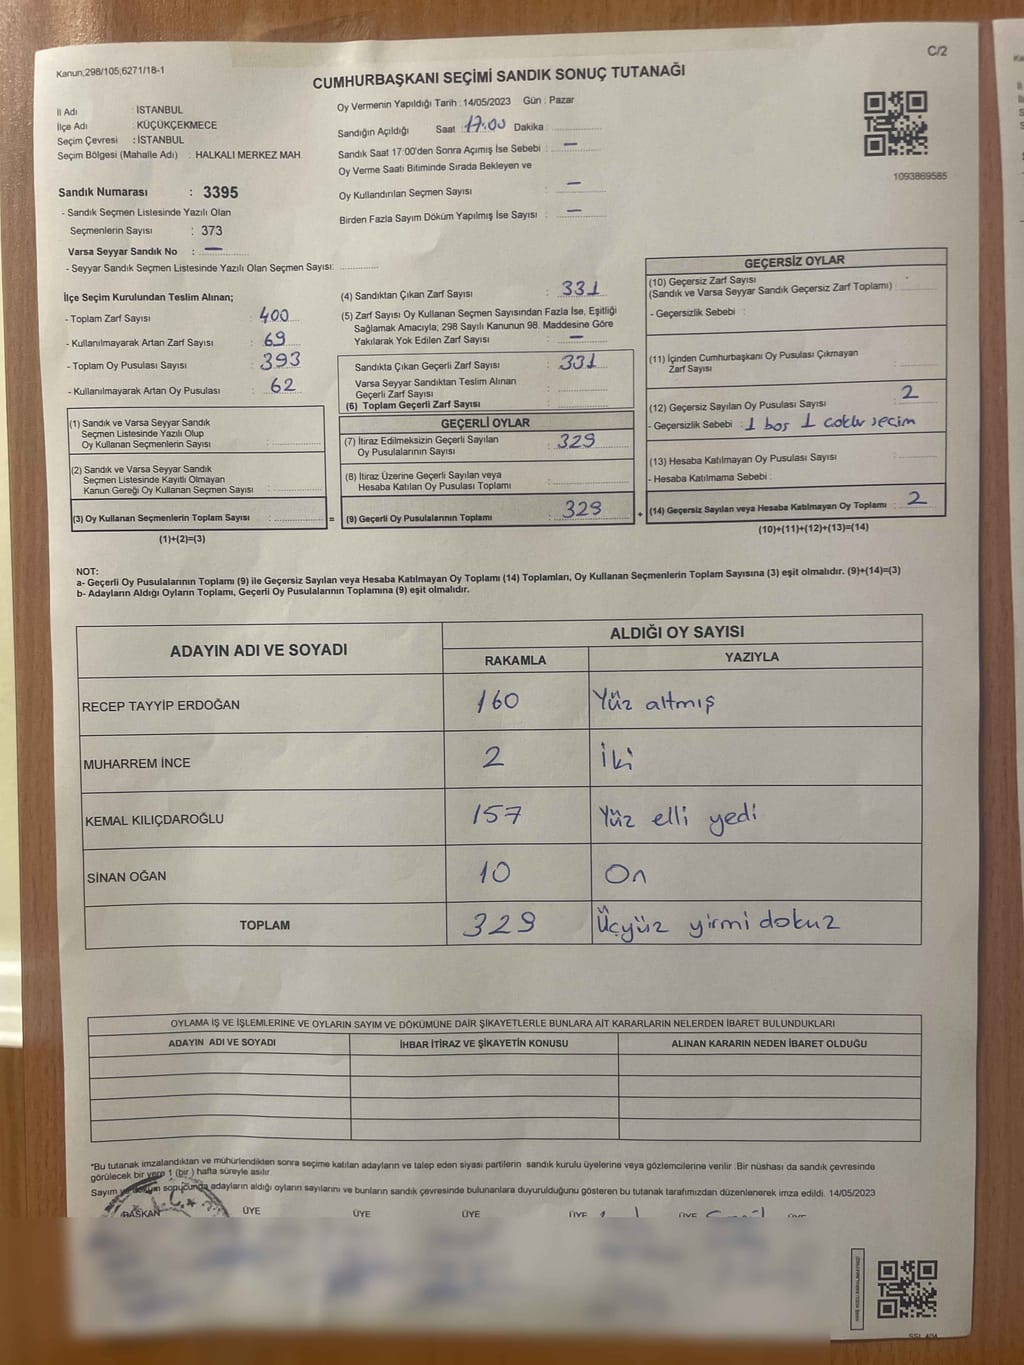 C/2
Kanun;298/105;6271/18-1
CUMHURBAŞKANI SEÇİMİ SANDIK SONUÇ TUTANAĞI
İl Adı : İSTANBUL
İlçe Adı : KÜÇÜKÇEKMECE
Seçim Çevresi : İSTANBUL
Seçim Bölgesi (Mahalle Adı) : HALKALI MERKEZ MAH.
Sandık Numarası : 3395
- Sandık Seçmen Listesinde Yazılı Olan
Seçmenlerin Sayısı : 373
Varsa Seyyar Sandık No : —
- Seyyar Sandık Seçmen Listesinde Yazılı Olan Seçmen Sayısı:
Oy Vermenin Yapıldığı Tarih : 14/05/2023 Gün : Pazar
Sandığın Açıldığı Saat : 17:00 Dakika :
Sandık Saat 17:00'den Sonra Açımış İse Sebebi : —
Oy Verme Saati Bitiminde Sırada Bekleyen ve
Oy Kullandırılan Seçmen Sayısı : —
Birden Fazla Sayım Döküm Yapılmış İse Sayısı : —
1093869585
İlçe Seçim Kurulundan Teslim Alınan;
- Toplam Zarf Sayısı : 400
- Kullanılmayarak Artan Zarf Sayısı : 69
- Toplam Oy Pusulası Sayısı : 393
- Kullanılmayarak Artan Oy Pusulası : 62
(1) Sandık ve Varsa Seyyar Sandık
Seçmen Listesinde Yazılı Olup
Oy Kullanan Seçmenlerin Sayısı :
(2) Sandık ve Varsa Seyyar Sandık
Seçmen Listesinde Kayıtlı Olmayan
Kanun Gereği Oy Kullanan Seçmen Sayısı :
(3) Oy Kullanan Seçmenlerin Toplam Sayısı : =
(1)+(2)=(3)
(4) Sandıktan Çıkan Zarf Sayısı : 331
(5) Zarf Sayısı Oy Kullanan Seçmen Sayısından Fazla İse, Eşitliği
Sağlamak Amacıyla, 298 Sayılı Kanunun 98. Maddesine Göre
Yakılarak Yok Edilen Zarf Sayısı : —
Sandıkta Çıkan Geçerli Zarf Sayısı : 331
Varsa Seyyar Sandıktan Teslim Alınan
Geçerli Zarf Sayısı :
(6) Toplam Geçerli Zarf Sayısı :
GEÇERLİ OYLAR
(7) İtiraz Edilmeksizin Geçerli Sayılan
Oy Pusulalarının Sayısı : 329
(8) İtiraz Üzerine Geçerli Sayılan veya
Hesaba Katılan Oy Pusulası Toplamı :
(9) Geçerli Oy Pusulalarının Toplamı : 329 +
GEÇERSİZ OYLAR
(10) Geçersiz Zarf Sayısı
(Sandık ve Varsa Seyyar Sandık Geçersiz Zarf Toplamı) :
- Geçersizlik Sebebi :
(11) İçinden Cumhurbaşkanı Oy Pusulası Çıkmayan
Zarf Sayısı :
(12) Geçersiz Sayılan Oy Pusulası Sayısı : 2
- Geçersizlik Sebebi : 1 boş 1 coklu seçim
(13) Hesaba Katılmayan Oy Pusulası Sayısı :
- Hesaba Katılmama Sebebi :
(14) Geçersiz Sayılan veya Hesaba Katılmayan Oy Toplamı : 2
(10)+(11)+(12)+(13)=(14)
NOT:
a- Geçerli Oy Pusulalarının Toplamı (9) ile Geçersiz Sayılan veya Hesaba Katılmayan Oy Toplamı (14) Toplamları, Oy Kullanan Seçmenlerin Toplam Sayısına (3) eşit olmalıdır. (9)+(14)=(3)
b- Adayların Aldığı Oyların Toplamı, Geçerli Oy Pusulalarının Toplamına (9) eşit olmalıdır.
ADAYIN ADI VE SOYADI ALDIĞI OY SAYISI
RAKAMLA YAZIYLA
RECEP TAYYİP ERDOĞAN 160 Yüz altmış
MUHARREM İNCE 2 İki
KEMAL KILIÇDAROĞLU 157 Yüz elli yedi
SİNAN OĞAN 10 On
TOPLAM 329 Üçyüz yirmi dokuz
OYLAMA İŞ VE İŞLEMLERİNE VE OYLARIN SAYIM VE DÖKÜMÜNE DAİR ŞİKAYETLERLE BUNLARA AİT KARARLARIN NELERDEN İBARET BULUNDUKLARI
ADAYIN ADI VE SOYADI İHBAR İTİRAZ VE ŞİKAYETİN KONUSU ALINAN KARARIN NEDEN İBARET OLDUĞU
*Bu tutanak imzalandıktan ve mühürlendikten sonra seçime katılan adayların ve talep eden siyasi partilerin sandık kurulu üyelerine veya gözlemcilerine verilir .Bir nüshası da sandık çevresinde
görülecek bir yere 1 (bir ) hafta süreyle asılır.
Sayım ve döküm sonucunda adayların aldığı oyların sayılarını ve bunların sandık çevresinde bulunanlara duyurulduğunu gösteren bu tutanak tarafımızdan düzenlenerek imza edildi. 14/05/2023
BAŞKAN ÜYE ÜYE ÜYE ÜYE ÜYE ÜYE